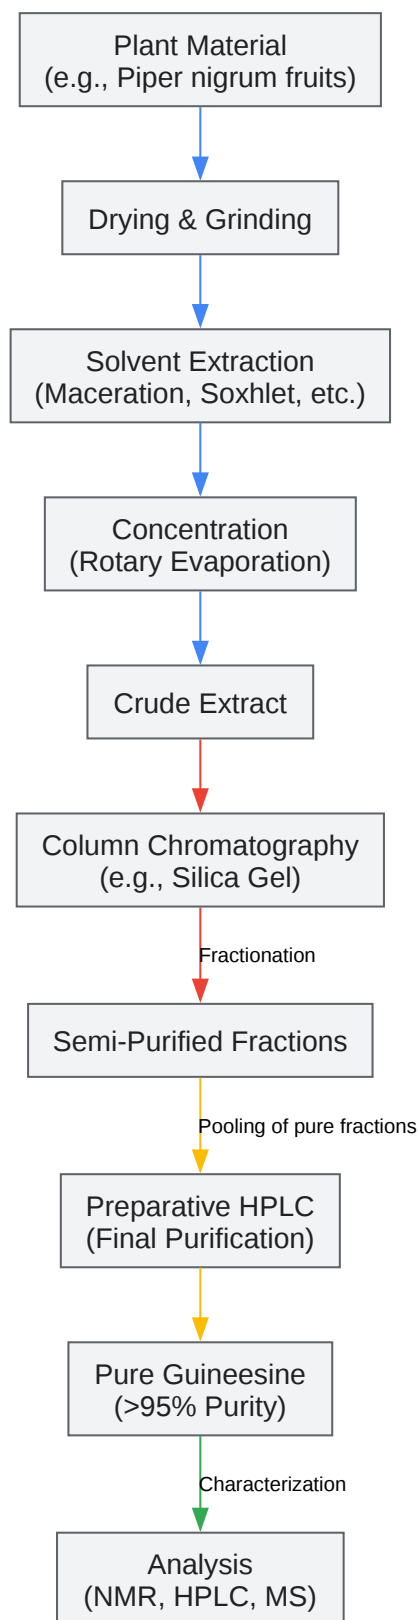 Plant Material
(e.g., Piper nigrum fruits)
Drying & Grinding
Solvent Extraction
(Maceration, Soxhlet, etc.)
Concentration
(Rotary Evaporation)
Crude Extract
Column Chromatography
(e.g., Silica Gel)
Fractionation
Semi-Purified Fractions
Pooling of pure fractions
Preparative HPLC
(Final Purification)
Pure Guineesine
(>95% Purity)
Characterization
Analysis
(NMR, HPLC, MS)